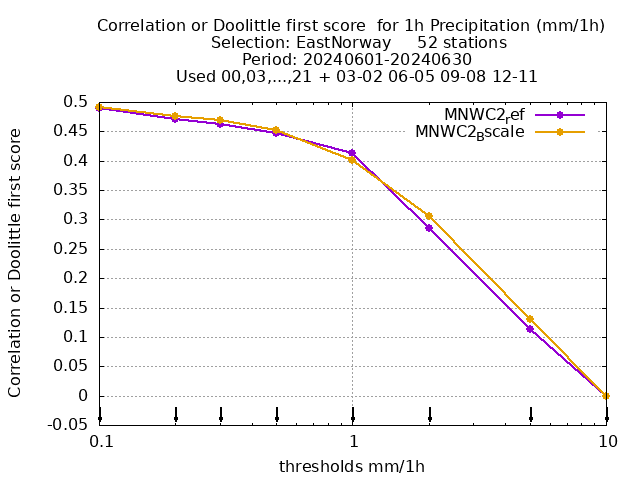 Correlation or Doolittle first score  for 1h Precipitation (mm/1h)
Selection: EastNorway     52 stations
Period: 20240601-20240630
Used 00,03,...,21 + 03-02 06-05 09-08 12-11
MNWC2ref
MNWC2Bscale
Correlation or Doolittle first score
0.5
0.45
0.4
0.35
0.3
0.25
0.2
0.15
0.1
0.05
0
-0.05
0.1 1 10
thresholds mm/1h